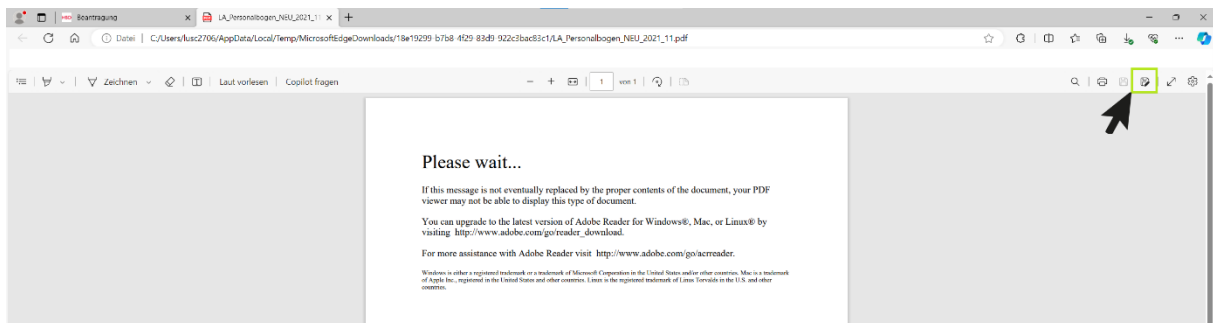 HBO Beantragung
LA_Personalbogen_NEU_2021_11
Datei
C:/Users/lusc2706/AppData/Local/Temp/MicrosoftEdgeDownloads/18e19299-b7b8-4f29-83d9-922c3bac83c1/LA_Personalbogen_NEU_2021_11.pdf
Zeichnen
Laut vorlesen
Copilot fragen
1 von 1
Please wait...
If this message is not eventually replaced by the proper contents of the document, your PDF
viewer may not be able to display this type of document.
You can upgrade to the latest version of Adobe Reader for Windows®, Mac, or Linux® by
visiting http://www.adobe.com/go/reader_download.
For more assistance with Adobe Reader visit http://www.adobe.com/go/acrreader.
Windows is either a registered trademark or a trademark of Microsoft Corporation in the United States and/or other countries. Mac is a trademark
of Apple Inc., registered in the United States and other countries. Linux is the registered trademark of Linus Torvalds in the U.S. and other
countries.